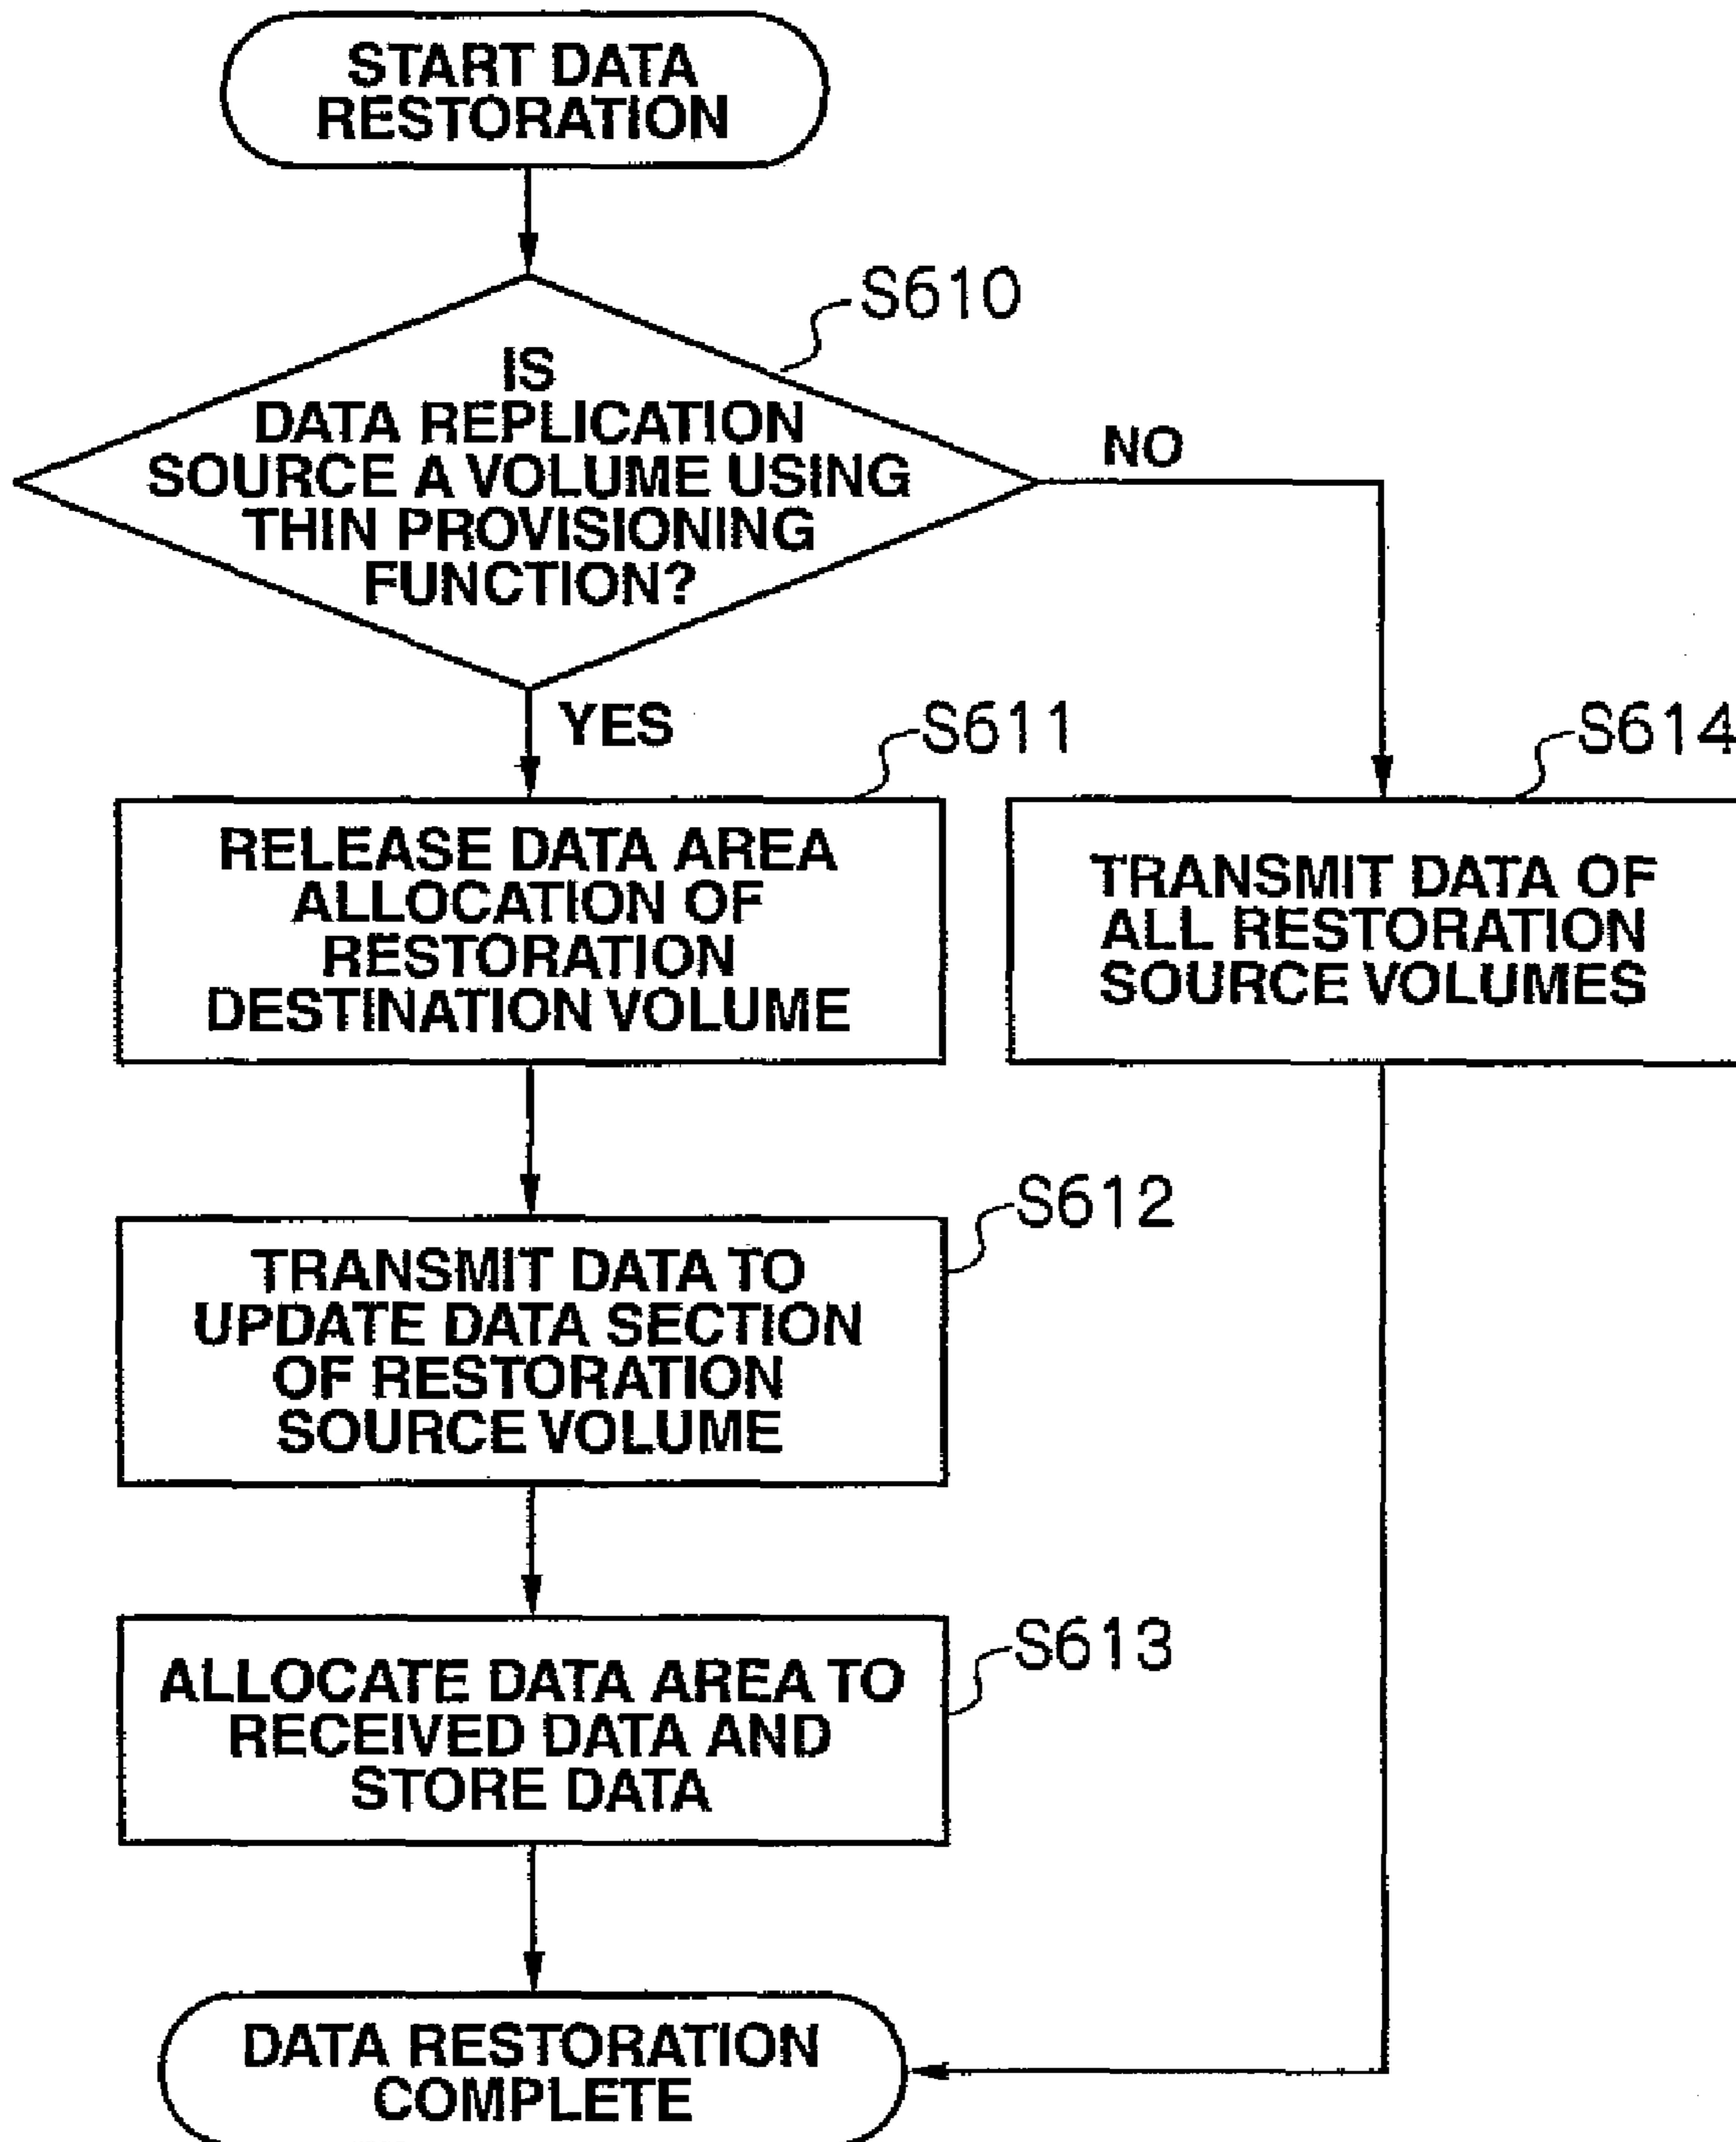 START DATA
RESTORATION
S610
IS
DATA REPLICATION
SOURCE A VOLUME USING
THIN PROVISIONING
FUNCTION?
NO
YES
S611
RELEASE DATA AREA
ALLOCATION OF
RESTORATION
DESTINATION VOLUME
S614
TRANSMIT DATA OF
ALL RESTORATION
SOURCE VOLUMES
S612
TRANSMIT DATA TO
UPDATE DATA SECTION
OF RESTORATION
SOURCE VOLUME
S613
ALLOCATE DATA AREA TO
RECEIVED DATA AND
STORE DATA
DATA RESTORATION
COMPLETE